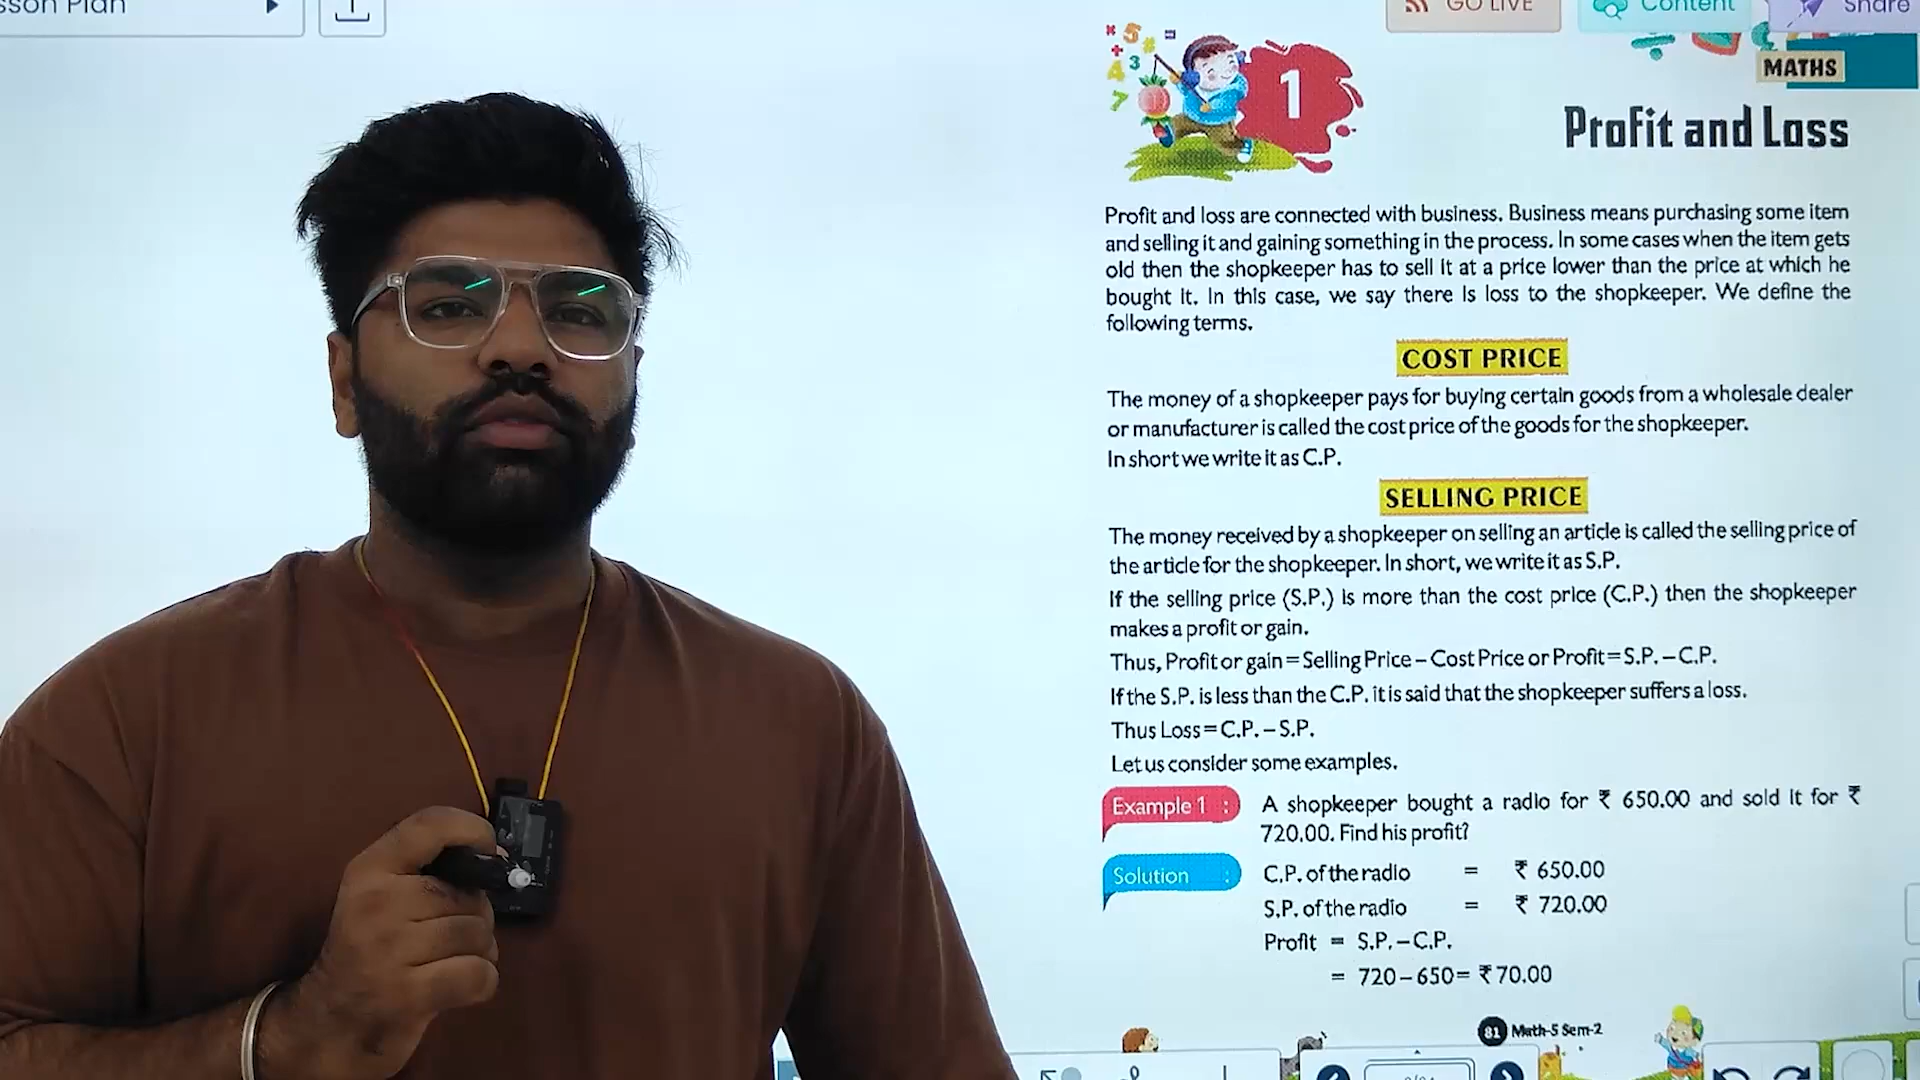 sson Plan
GO LIVE
Content
Share
MATHS
1
Profit and Loss
Profit and loss are connected with business. Business means purchasing some item
and selling it and gaining something in the process. In some cases when the item gets
old then the shopkeeper has to sell it at a price lower than the price at which he
bought it. In this case, we say there is loss to the shopkeeper. We define the
following terms.
COST PRICE
The money of a shopkeeper pays for buying certain goods from a wholesale dealer
or manufacturer is called the cost price of the goods for the shopkeeper.
In short we write it as C.P.
SELLING PRICE
The money received by a shopkeeper on selling an article is called the selling price of
the article for the shopkeeper. In short, we write it as S.P.
If the selling price (S.P.) is more than the cost price (C.P.) then the shopkeeper
makes a profit or gain.
Thus, Profit or gain = Selling Price – Cost Price or Profit = S.P. – C.P.
If the S.P. is less than the C.P. it is said that the shopkeeper suffers a loss.
Thus Loss = C.P. – S.P.
Let us consider some examples.
Example 1 : A shopkeeper bought a radio for ₹ 650.00 and sold it for ₹
720.00. Find his profit?
Solution : C.P. of the radio = ₹ 650.00
S.P. of the radio = ₹ 720.00
Profit = S.P. – C.P.
= 720 – 650 = ₹ 70.00
81 Math-5 Sem-2